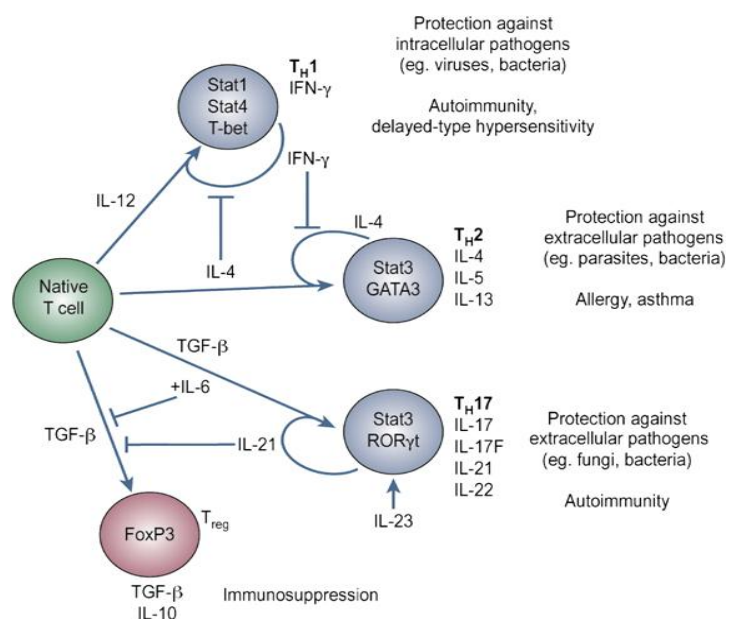 Protection against
intracellular pathogens
(eg. viruses, bacteria)
Autoimmunity,
delayed-type hypersensitivity
Stat1
Stat4
T-bet
TH1
IFN-γ
IFN-γ
IL-12
IL-4
IL-4
Native
T cell
Stat3
GATA3
TH2
IL-4
IL-5
IL-13
Protection against
extracellular pathogens
(eg. parasites, bacteria)
Allergy, asthma
TGF-β
+IL-6
TGF-β
IL-21
Stat3
RORγt
IL-23
TH17
IL-17
IL-17F
IL-21
IL-22
Protection against
extracellular pathogens
(eg. fungi, bacteria)
Autoimmunity
FoxP3
Treg
TGF-β
IL-10
Immunosuppression